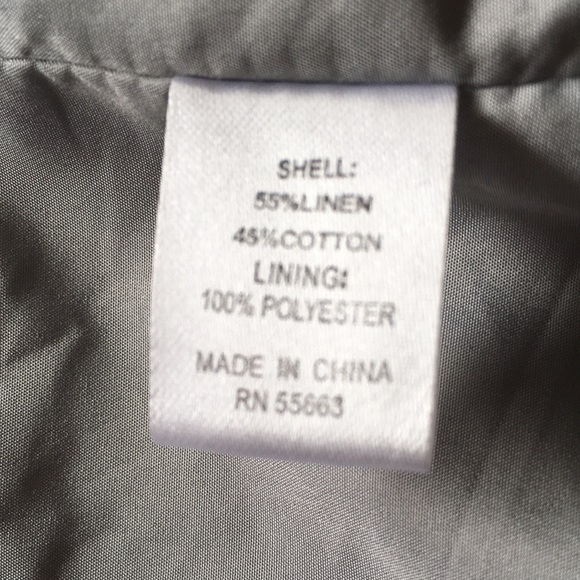 SHELL:
55%LINEN
45%COTTON
LINING:
100% POLYESTER
MADE IN CHINA
RN 55663